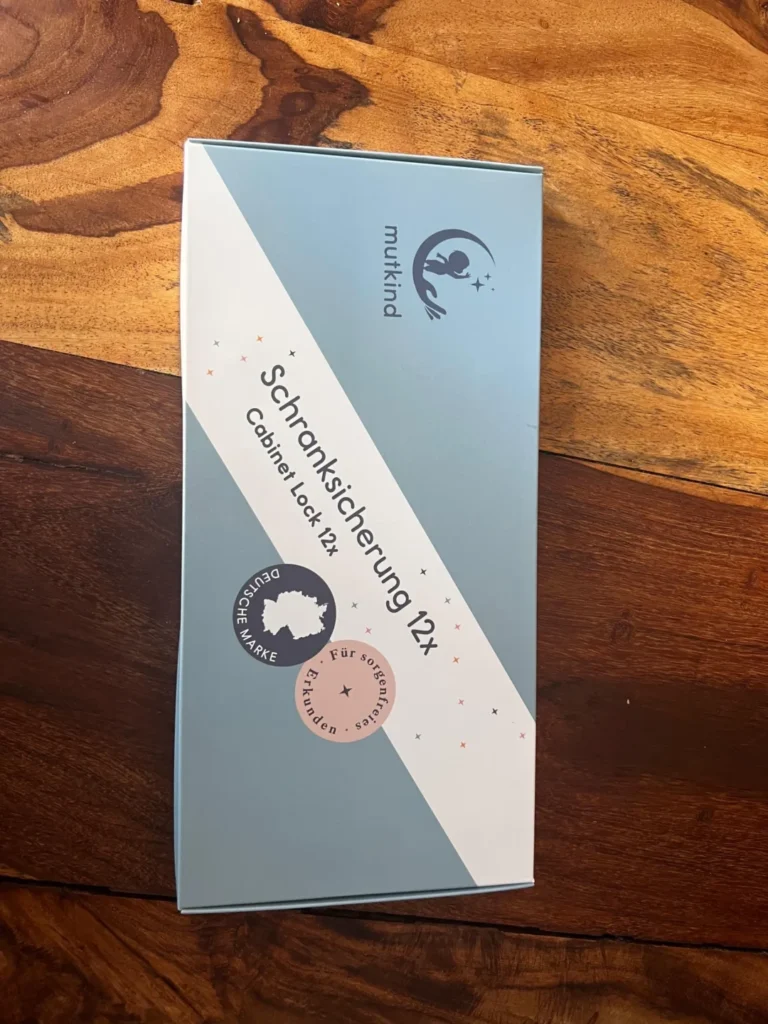 mutkind
Schranksicherung 12x
Cabinet Lock 12x
DEUTSCHE MARKE
Für sorgenfreies · Erkunden ·